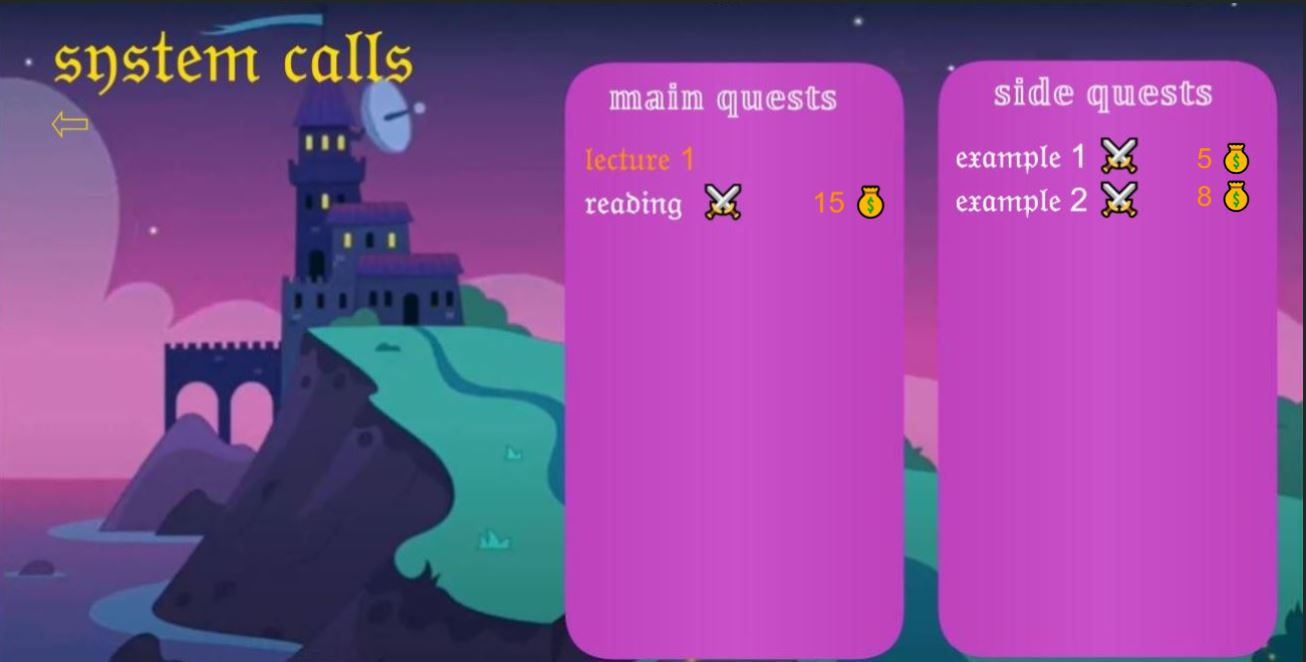 system calls
main quests
lecture 1
reading 15
side quests
example 1 5
example 2 8